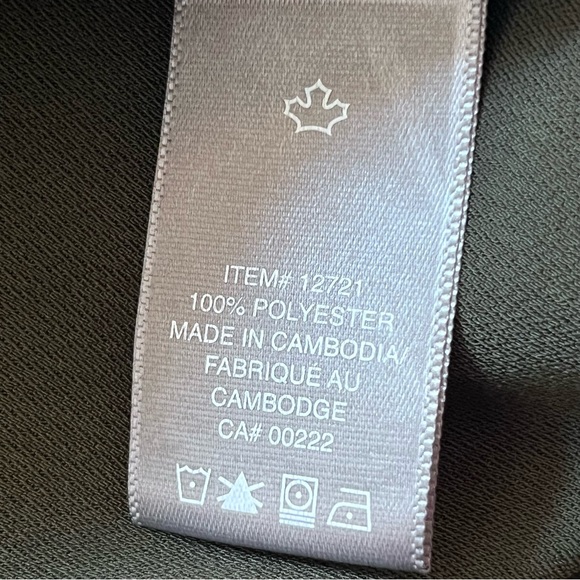 ITEM# 12721
100% POLYESTER
MADE IN CAMBODIA/
FABRIQUÉ AU
CAMBODGE
CA# 00222